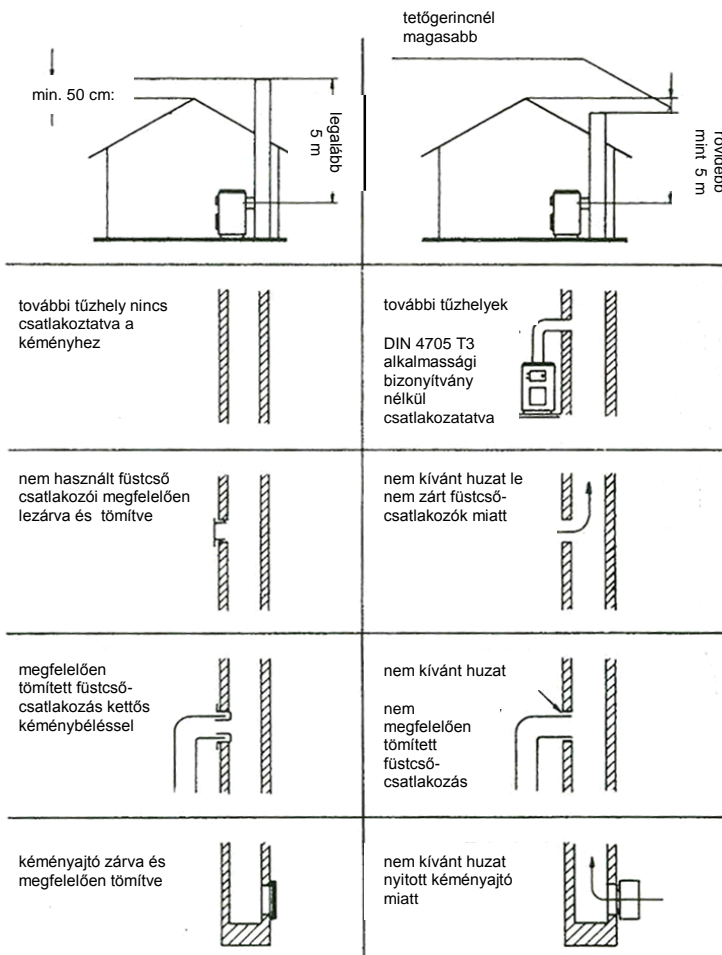 min. 50 cm:
legalább
5 m
tetőgerincnél
magasabb
rövidebb
mint 5 m
további tűzhely nincs
csatlakoztatva a
kéményhez
további tűzhelyek
DIN 4705 T3
alkalmassági
bizonyítvány
nélkül
csatlakozatatva
nem használt füstcső
csatlakozói megfelelően
lezárva és tömítve
nem kívánt huzat le
nem zárt füstcső-
csatlakozók miatt
megfelelően
tömített füstcső-
csatlakozás kettős
kéménybéléssel
nem kívánt huzat
nem
megfelelően
tömített
füstcső-
csatlakozás
kéményajtó zárva és
megfelelően tömítve
nem kívánt huzat
nyitott kéményajtó
miatt